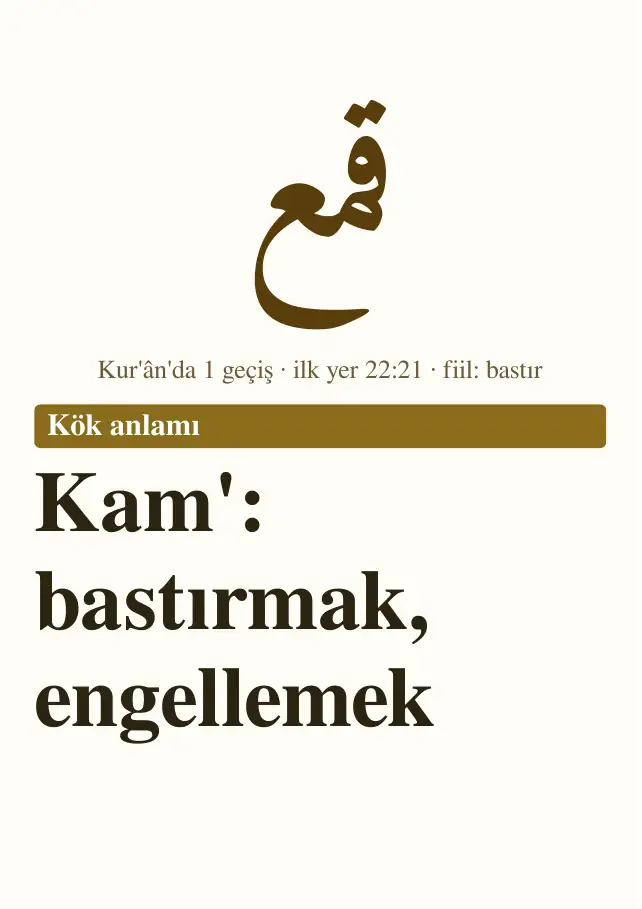 قمع
Kur'ân'da 1 geçiş · ilk yer 22:21 · fiil: bastır
Kök anlamı
Kam':
bastırmak,
engellemek